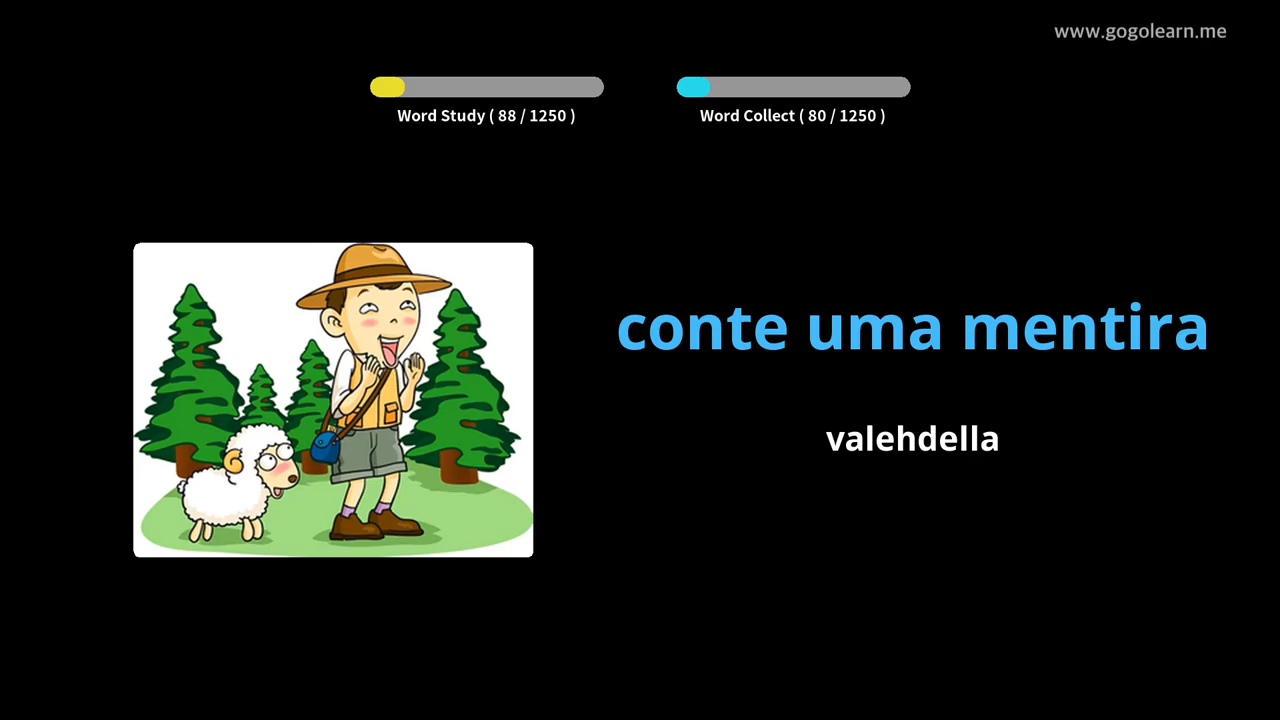 www.gogolearn.me
Word Study ( 88 / 1250 )
Word Collect ( 80 / 1250 )
conte uma mentira
valehdella